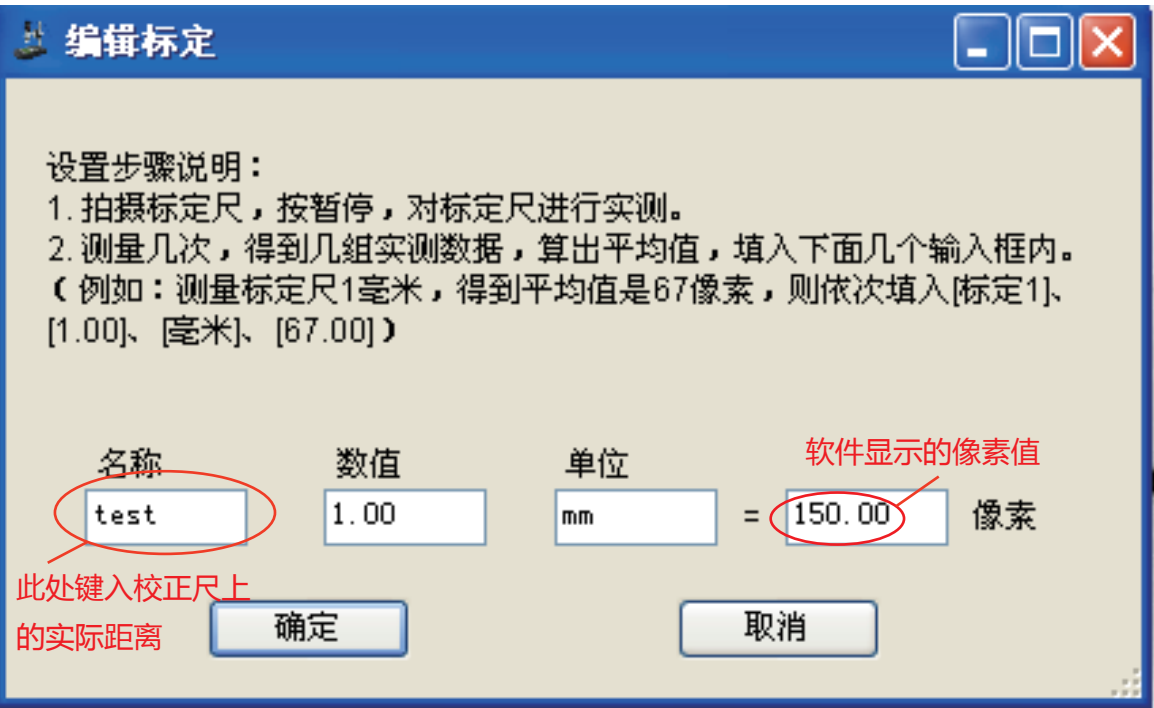 编辑标定
设置步骤说明：
1. 拍摄标定尺，按暂停，对标定尺进行实测。
2. 测量几次，得到几组实测数据，算出平均值，填入下面几个输入框内。
（例如：测量标定尺1毫米，得到平均值是67像素，则依次填入[标定1]、
[1.00]、[毫米]、[67.00]）
软件显示的像素值
名称 数值 单位
test 1.00 mm = 150.00 像素
此处键入校正尺上
的实际距离
确定 取消